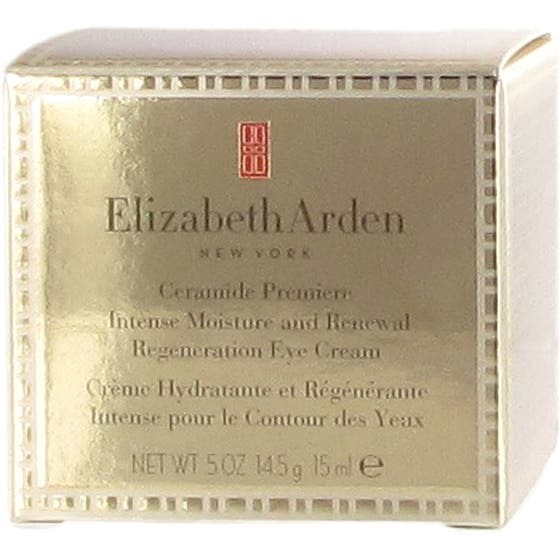 Elizabeth Arden
NEW YORK
Ceramide Premiere
Intense Moisture and Renewal
Regeneration Eye Cream
Crème Hydratante et Régénérante
Intense pour le Contour des Yeux
NET WT 5 OZ 14.5 g 15 ml ℮